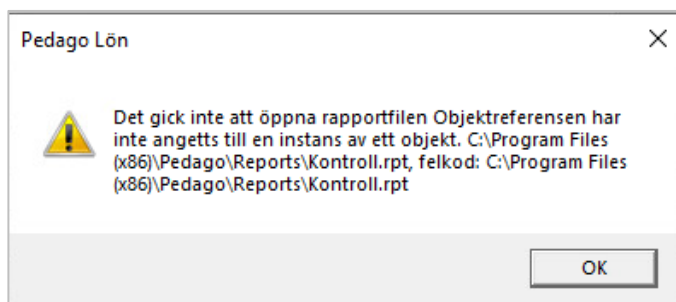 Pedago Lön
Det gick inte att öppna rapportfilen Objektreferensen har
inte angetts till en instans av ett objekt. C:\Program Files
(x86)\Pedago\Reports\Kontroll.rpt, felkod: C:\Program Files
(x86)\Pedago\Reports\Kontroll.rpt
OK